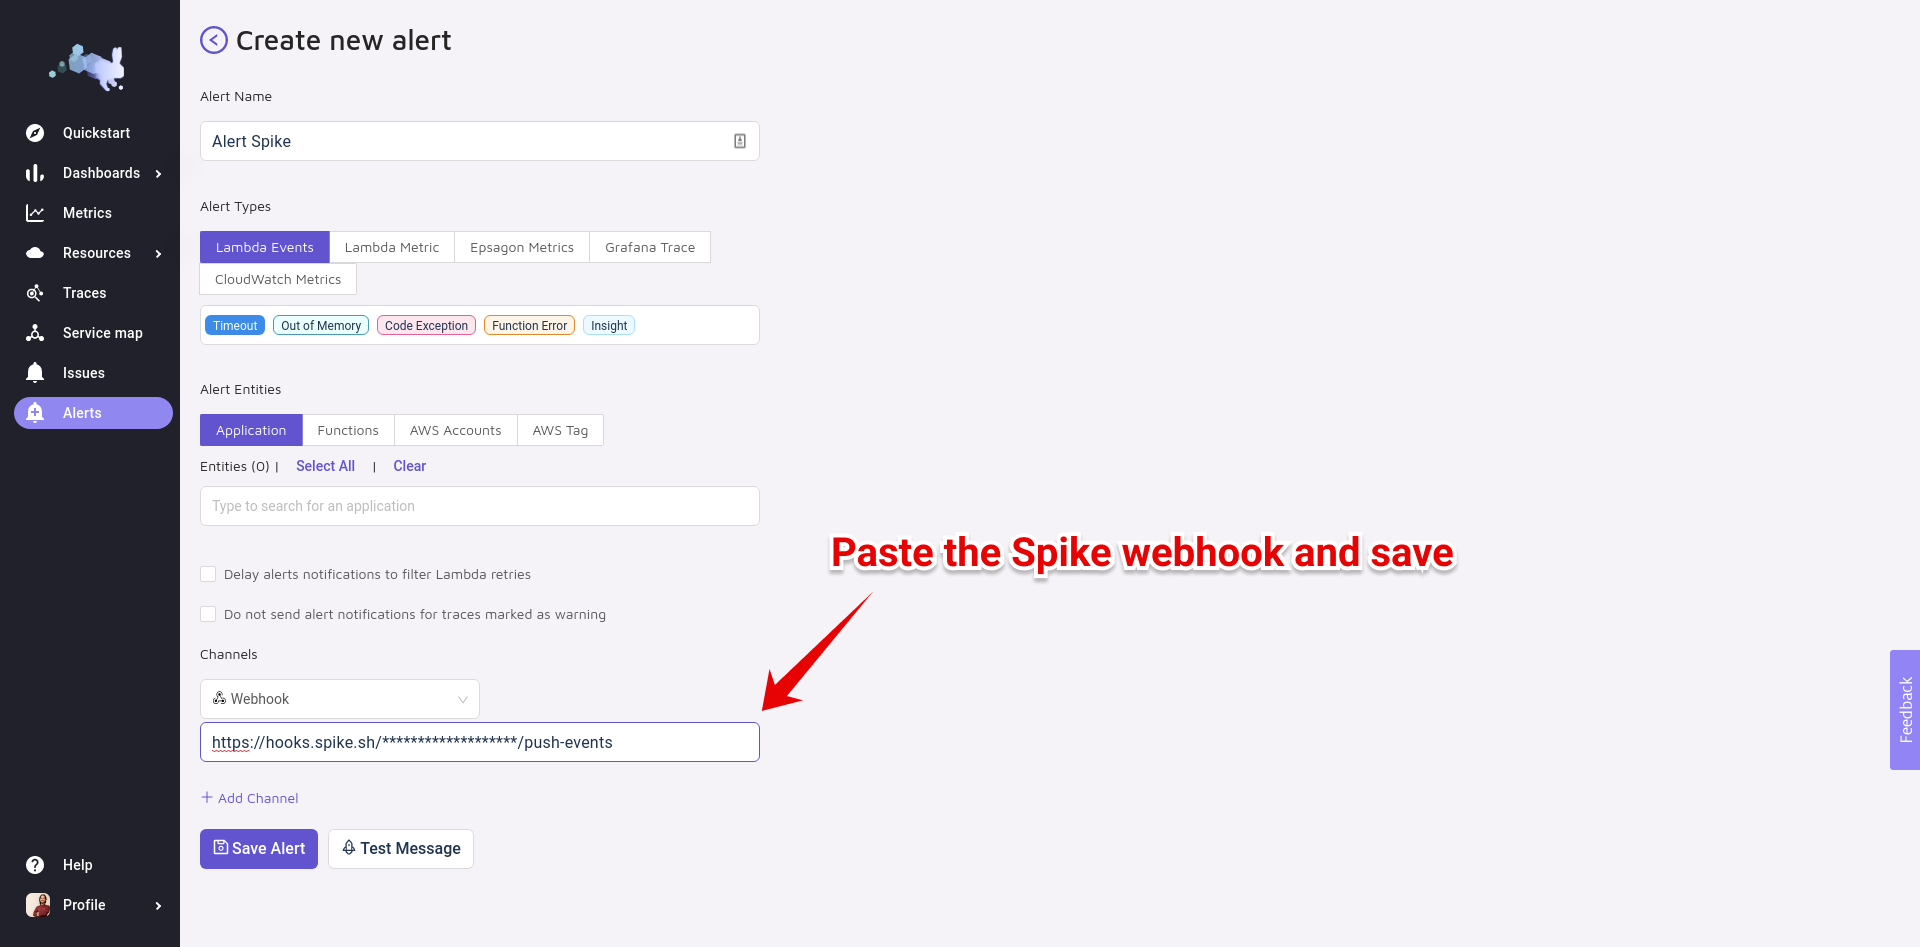 Create new alert
Quickstart
Dashboards
Metrics
Resources
Traces
Service map
Issues
Alerts
Help
Profile
Alert Name
Alert Spike
Alert Types
Lambda Events
Lambda Metric
Epsagon Metrics
Grafana Trace
CloudWatch Metrics
Timeout
Out of Memory
Code Exception
Function Error
Insight
Alert Entities
Application
Functions
AWS Accounts
AWS Tag
Entities (0) | Select All | Clear
Type to search for an application
Paste the Spike webhook and save
Delay alerts notifications to filter Lambda retries
Do not send alert notifications for traces marked as warning
Channels
Webhook
https://hooks.spike.sh/*******************/push-events
+ Add Channel
Save Alert
Test Message
Feedback